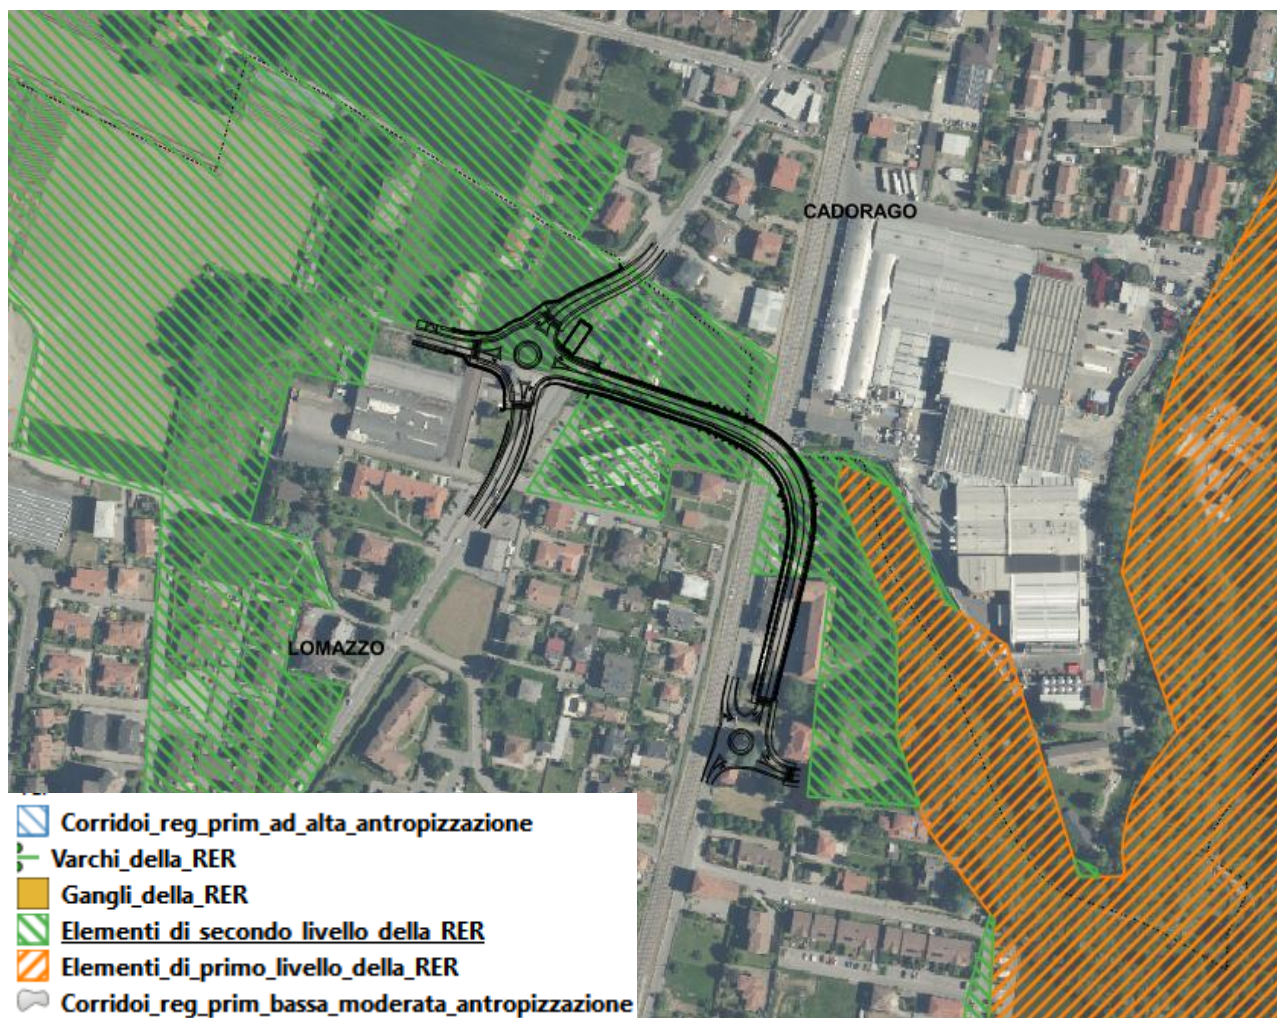 CADORAGO
LOMAZZO
Corridoi_reg_prim_ad_alta_antropizzazione
Varchi_della_RER
Gangli_della_RER
Elementi_di_secondo_livello_della_RER
Elementi_di_primo_livello_della_RER
Corridoi_reg_prim_bassa_moderata_antropizzazione